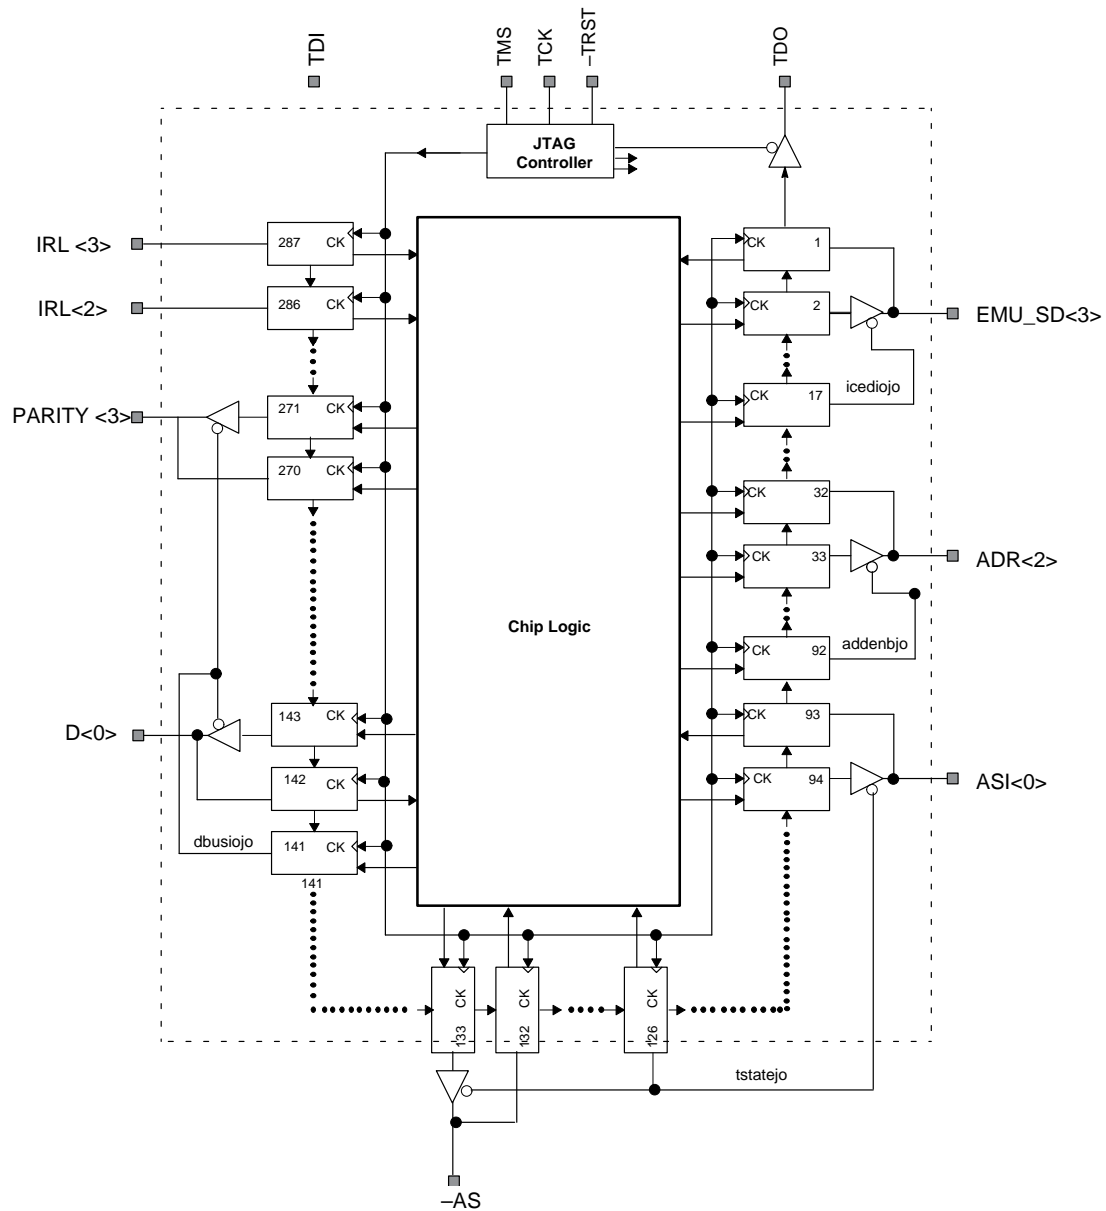 TDI
TMS
TCK
–TRST
TDO
JTAG
Controller
IRL <3>
287 CK
CK 1
IRL<2>
286 CK
CK 2
EMU_SD<3>
PARITY <3>
271 CK
CK 17
icediojo
270 CK
CK 32
CK 33
ADR<2>
Chip Logic
CK 92
addenbjo
D<0>
143 CK
CK 93
142 CK
CK 94
ASI<0>
dbusiojo
141 CK
141
CK 133
CK 132
CK 126
tstatejo
–AS